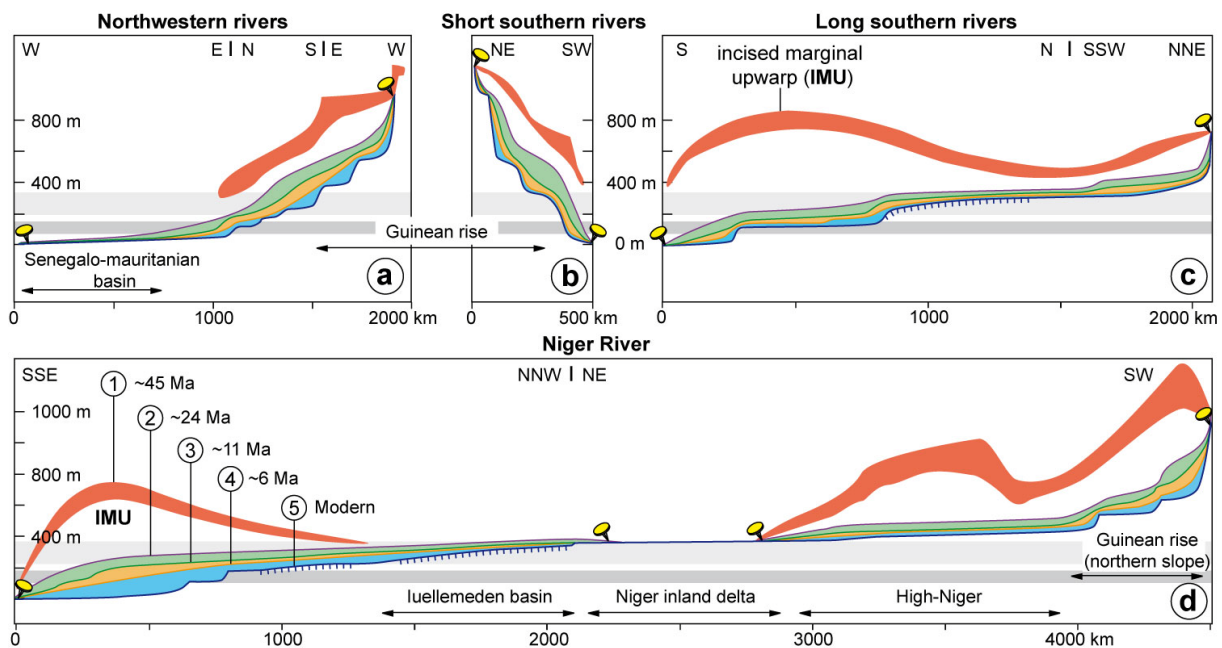 Northwestern rivers
Short southern rivers
Long southern rivers
W
E I N
S I E
W
NE
SW
S
N I SSW
NNE
incised marginal
upwarp (IMU)
800 m
400 m
800 m
400 m
0 m
Guinean rise
Senegalo-mauritanian
basin
a
b
c
0
1000
2000 km
0
500 km
0
1000
2000 km
Niger River
SSE
NNW I NE
SW
1 ~45 Ma
2 ~24 Ma
3 ~11 Ma
4 ~6 Ma
5 Modern
1000 m
800 m
400 m
IMU
Guinean rise
(northern slope)
Iuellemeden basin
Niger inland delta
High-Niger
d
0
1000
2000
3000
4000 km